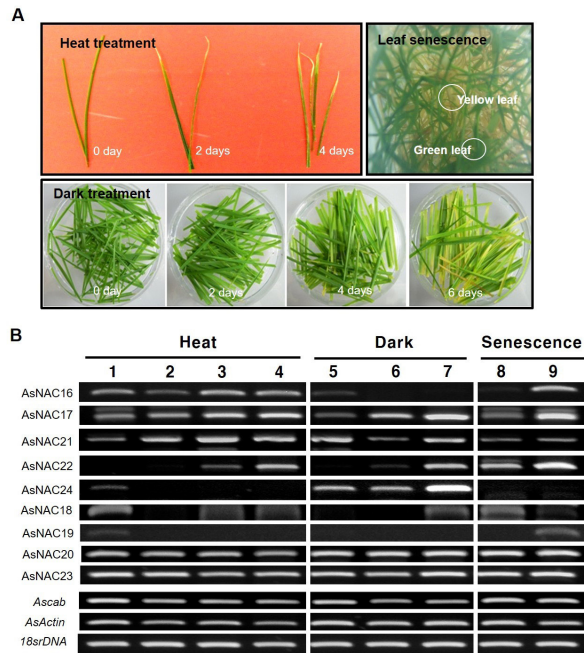 A
Heat treatment
0 day
2 days
4 days
Leaf senescence
Yellow leaf
Green leaf
Dark treatment
0 day
2 days
4 days
6 days
B
Heat Dark Senescence
1 2 3 4 5 6 7 8 9
AsNAC16
AsNAC17
AsNAC21
AsNAC22
AsNAC24
AsNAC18
AsNAC19
AsNAC20
AsNAC23
Ascab
AsActin
18srDNA